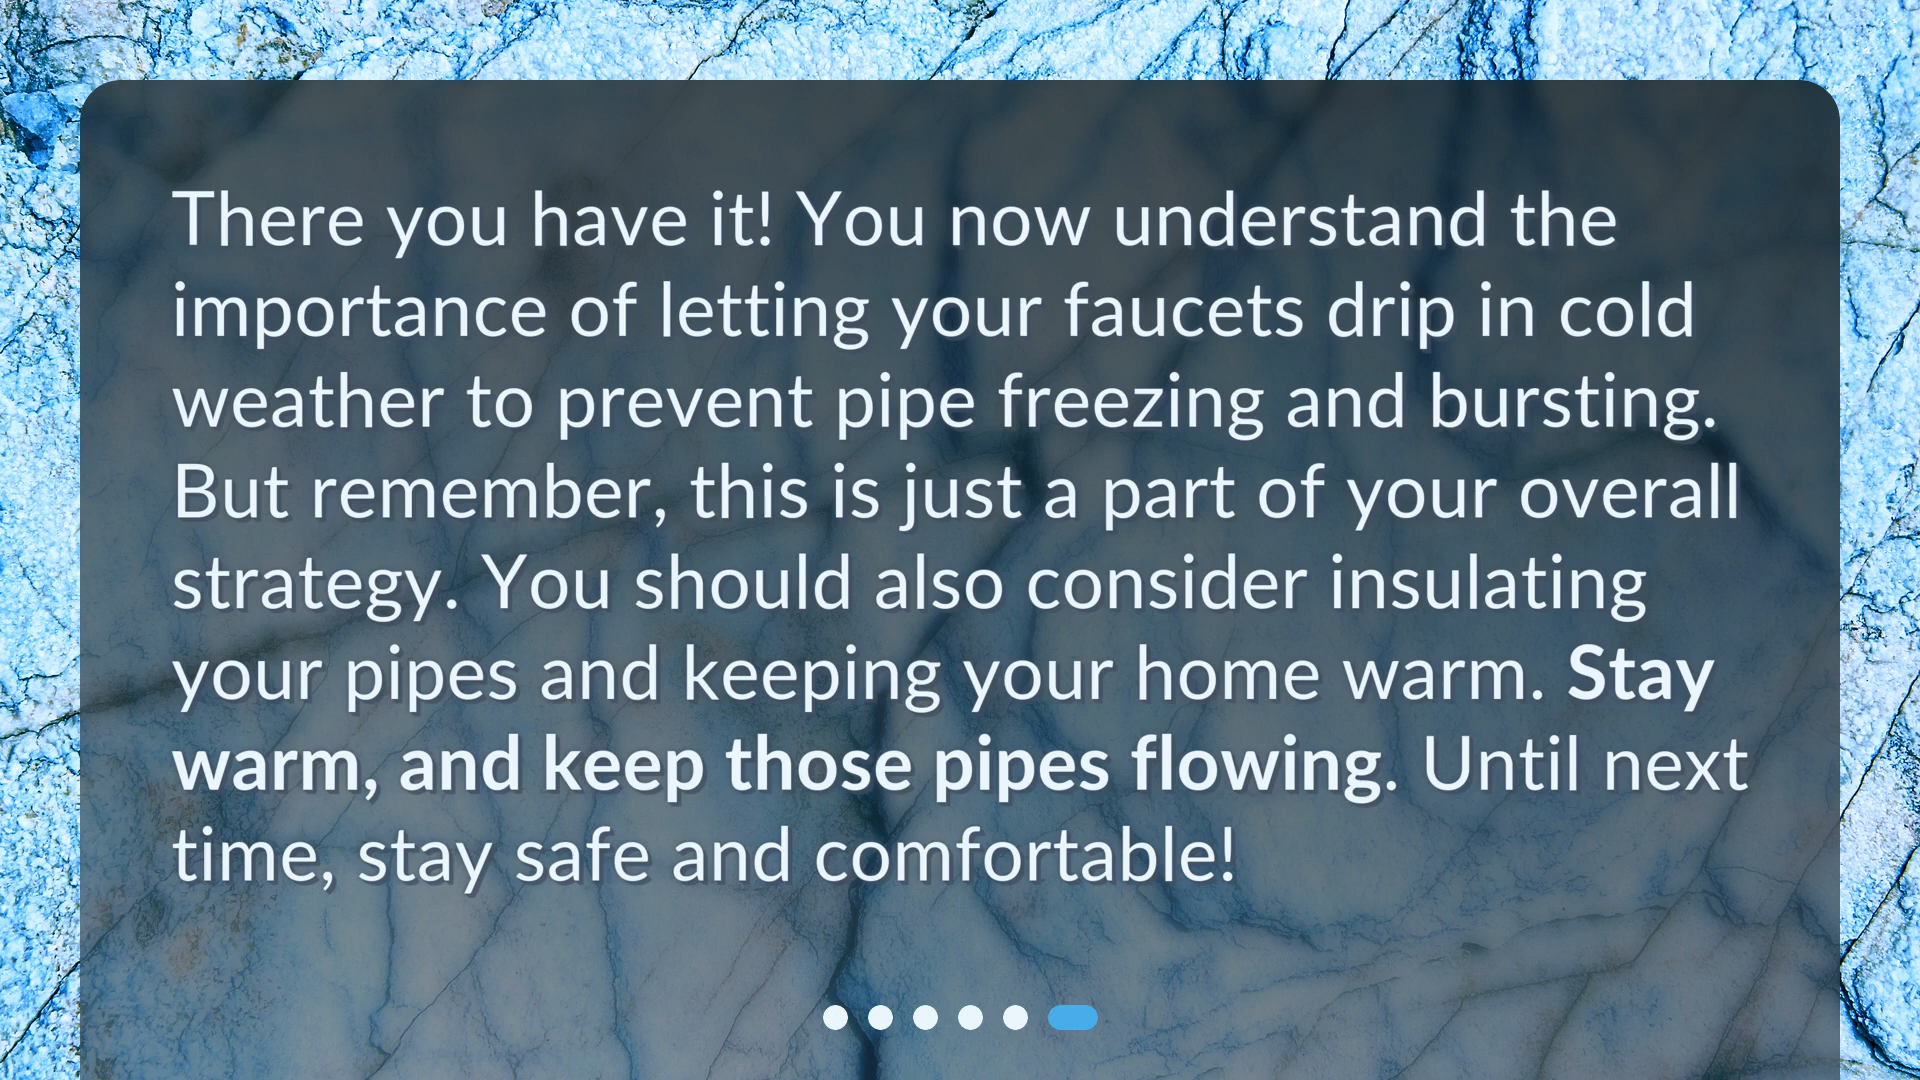 There you have it! You now understand the
importance of letting your faucets drip in cold
weather to prevent pipe freezing and bursting.
But remember, this is just a part of your overall
strategy. You should also consider insulating
your pipes and keeping your home warm. Stay
warm, and keep those pipes flowing. Until next
time, stay safe and comfortable!